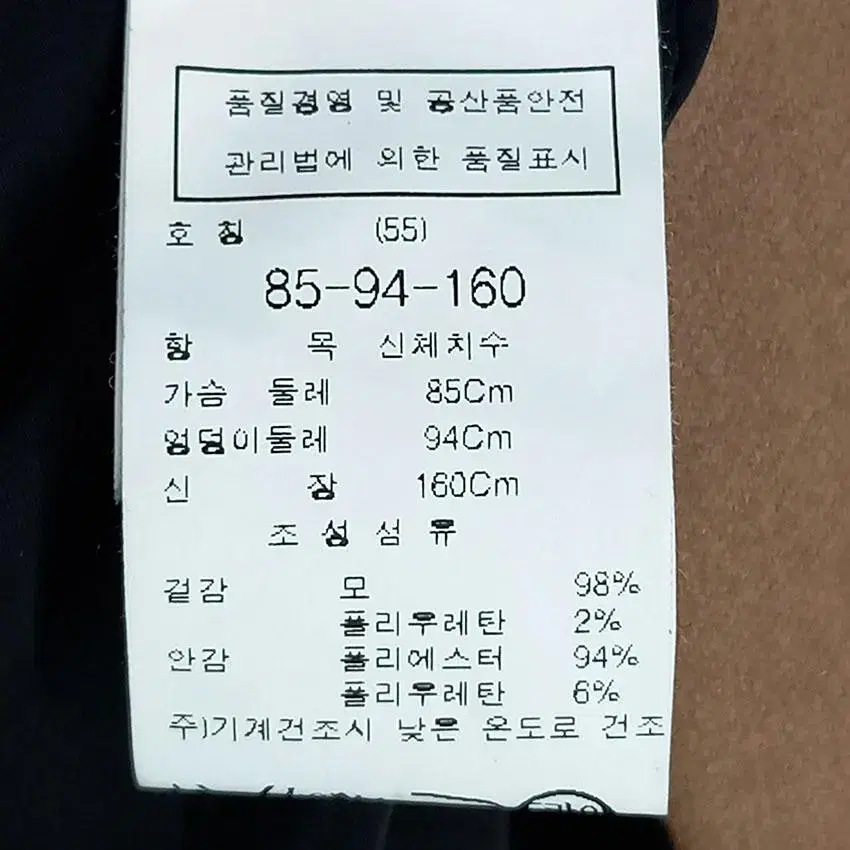 품질경영 및 공산품안전
관리법에 의한 품질표시
호 칭 (55)
85-94-160
항 목 신체치수
가슴 둘레 85Cm
엉덩이둘레 94Cm
신 장 160Cm
조 성 섬 유
겉감 모 98%
폴리우레탄 2%
안감 폴리에스터 94%
폴리우레탄 6%
주)기계건조시 낮은 온도로 건조